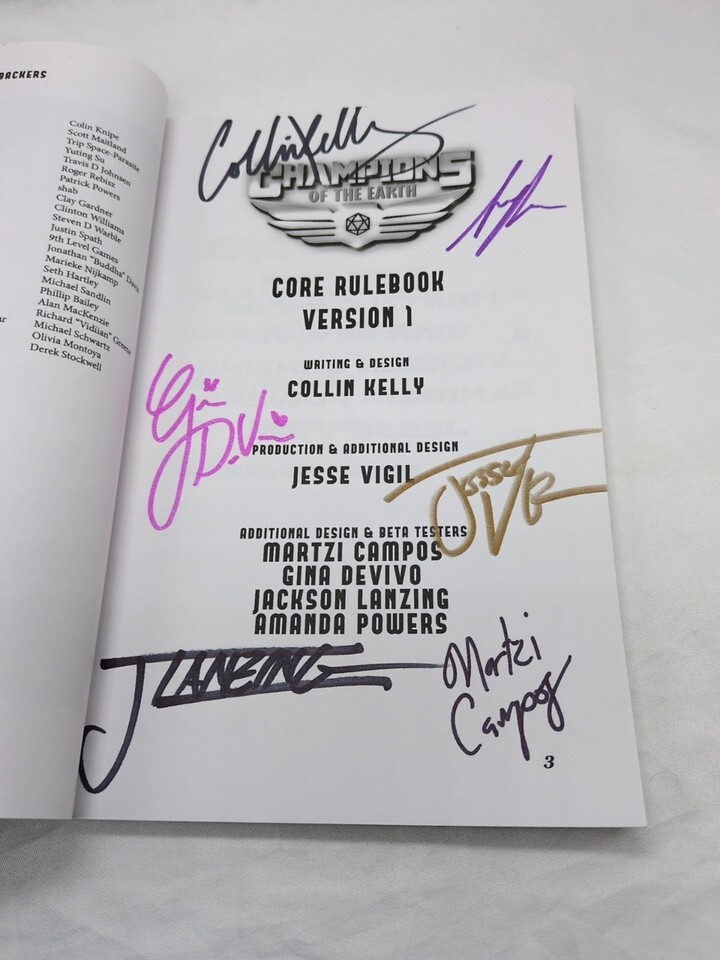 BACKERS
Colin Knipe
Scott Maitland
Trip Space-Parasite
Yuting Su
Travis D Johnsen
Roger Rebisz
Patrick Powers
shab
Clay Gardner
Clinton Williams
Steven D Warble
Justin Spath
9th Level Games
Jonathan "Buddha" Davis
Marieke Nijkamp
Seth Hartley
Michael Sandlin
Phillip Bailey
Alan MacKenzie
Richard "Vidiian" Greene
Michael Schwartz
Olivia Montoya
Derek Stockwell
Collin Kelly
CHAMPIONS
OF THE EARTH
CORE RULEBOOK
VERSION 1
WRITING & DESIGN
COLLIN KELLY
PRODUCTION & ADDITIONAL DESIGN
JESSE VIGIL
Jesse
ADDITIONAL DESIGN & BETA TESTERS
MARTZI CAMPOS
GINA DEVIVO
JACKSON LANZING
AMANDA POWERS
J LANZING
Martzi
Campos
3